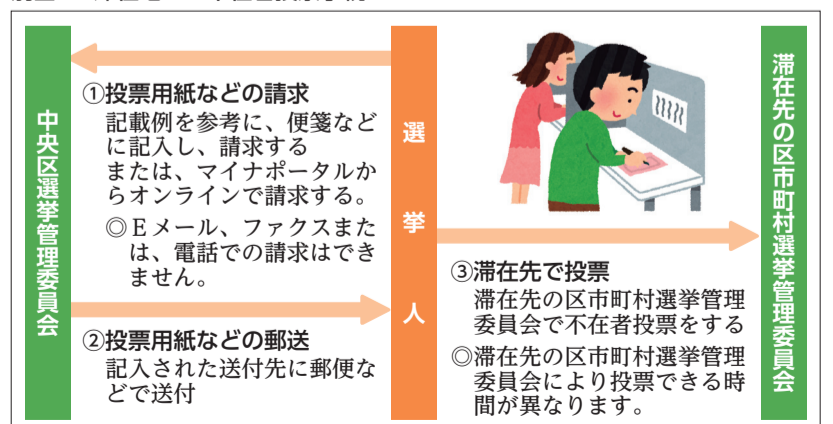 中央区選挙管理委員会
①投票用紙などの請求
記載例を参考に、便箋など
に記入し、請求する
または、マイナポータルか
らオンラインで請求する。
◎Eメール、ファクスまた
は、電話での請求はでき
ません。
②投票用紙などの郵送
記入された送付先に郵便な
どで送付
選挙人
③滞在先で投票
滞在先の区市町村選挙管理
委員会で不在者投票をする
◎滞在先の区市町村選挙管理
委員会により投票できる時
間が異なります。
滞在先の区市町村選挙管理委員会